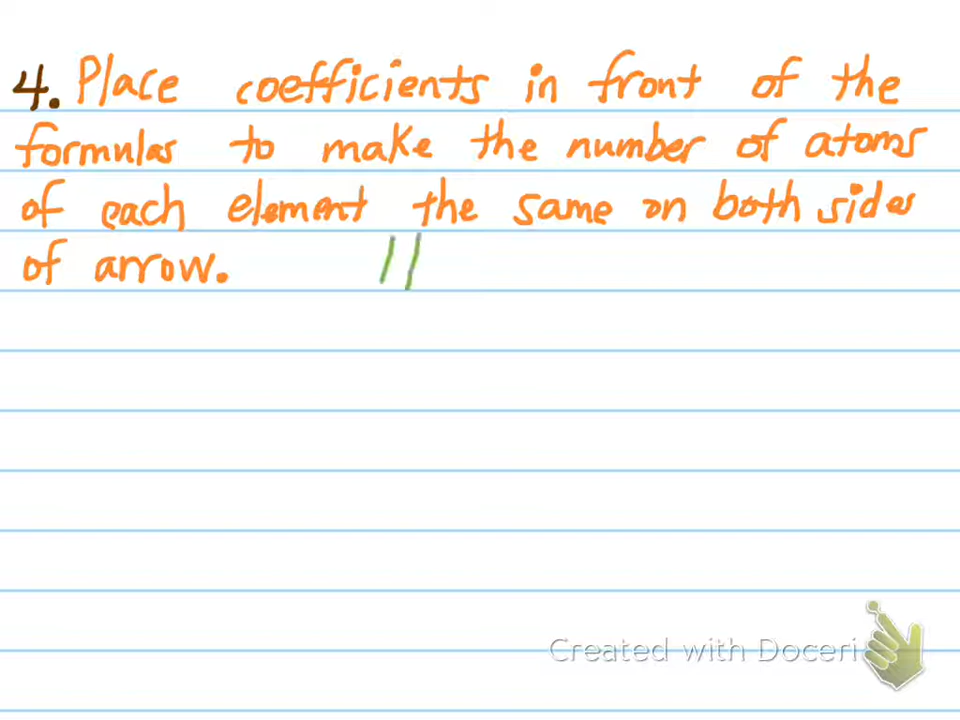 4. Place coefficients in front of the
formulas to make the number of atoms
of each element the same on both sides
of arrow. //
Created with Doceri